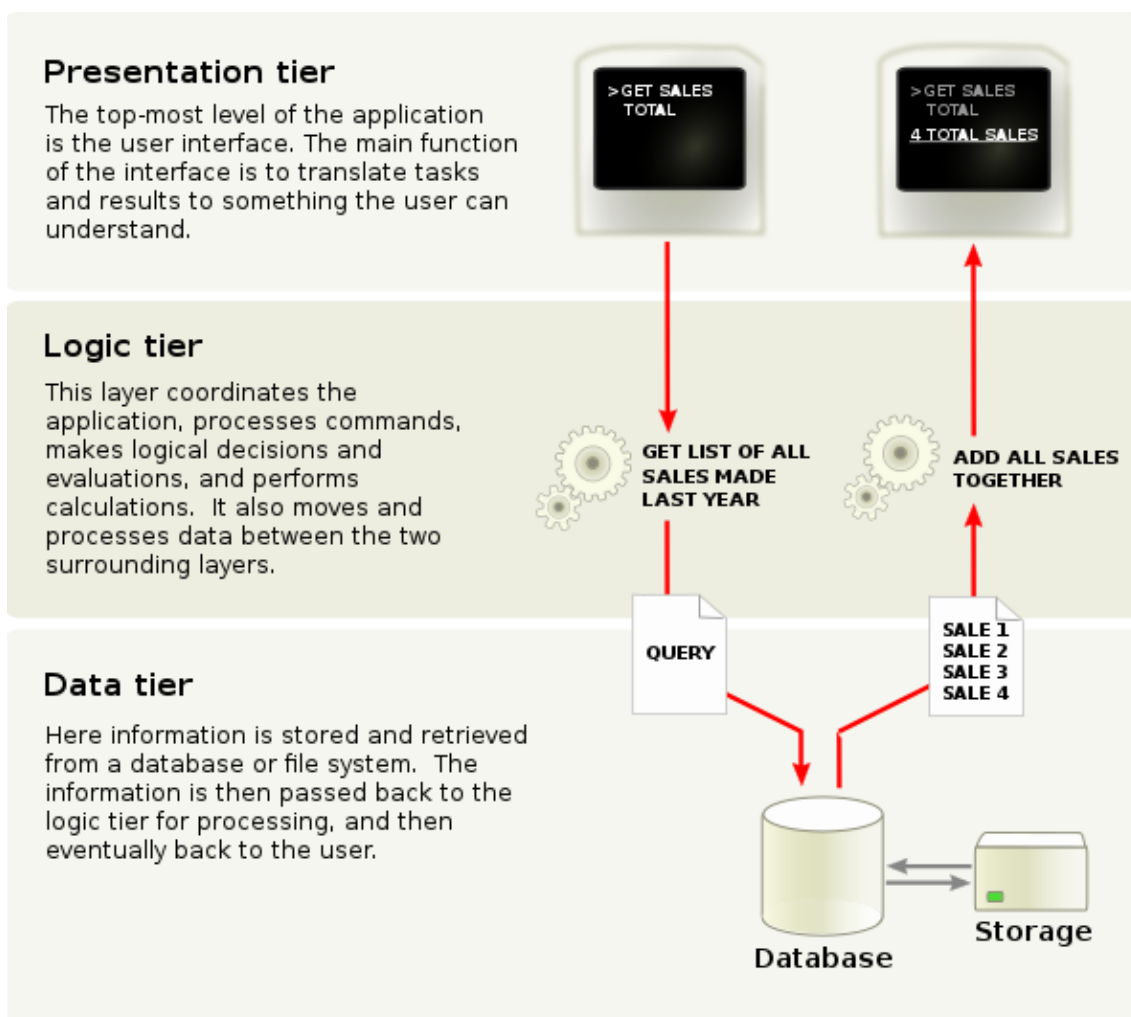 Presentation tier
The top-most level of the application
is the user interface. The main function
of the interface is to translate tasks
and results to something the user can
understand.
>GET SALES
TOTAL
>GET SALES
TOTAL
4 TOTAL SALES
Logic tier
This layer coordinates the
application, processes commands,
makes logical decisions and
evaluations, and performs
calculations.  It also moves and
processes data between the two
surrounding layers.
GET LIST OF ALL
SALES MADE
LAST YEAR
ADD ALL SALES
TOGETHER
QUERY
SALE 1
SALE 2
SALE 3
SALE 4
Data tier
Here information is stored and retrieved
from a database or file system.  The
information is then passed back to the
logic tier for processing, and then
eventually back to the user.
Database
Storage